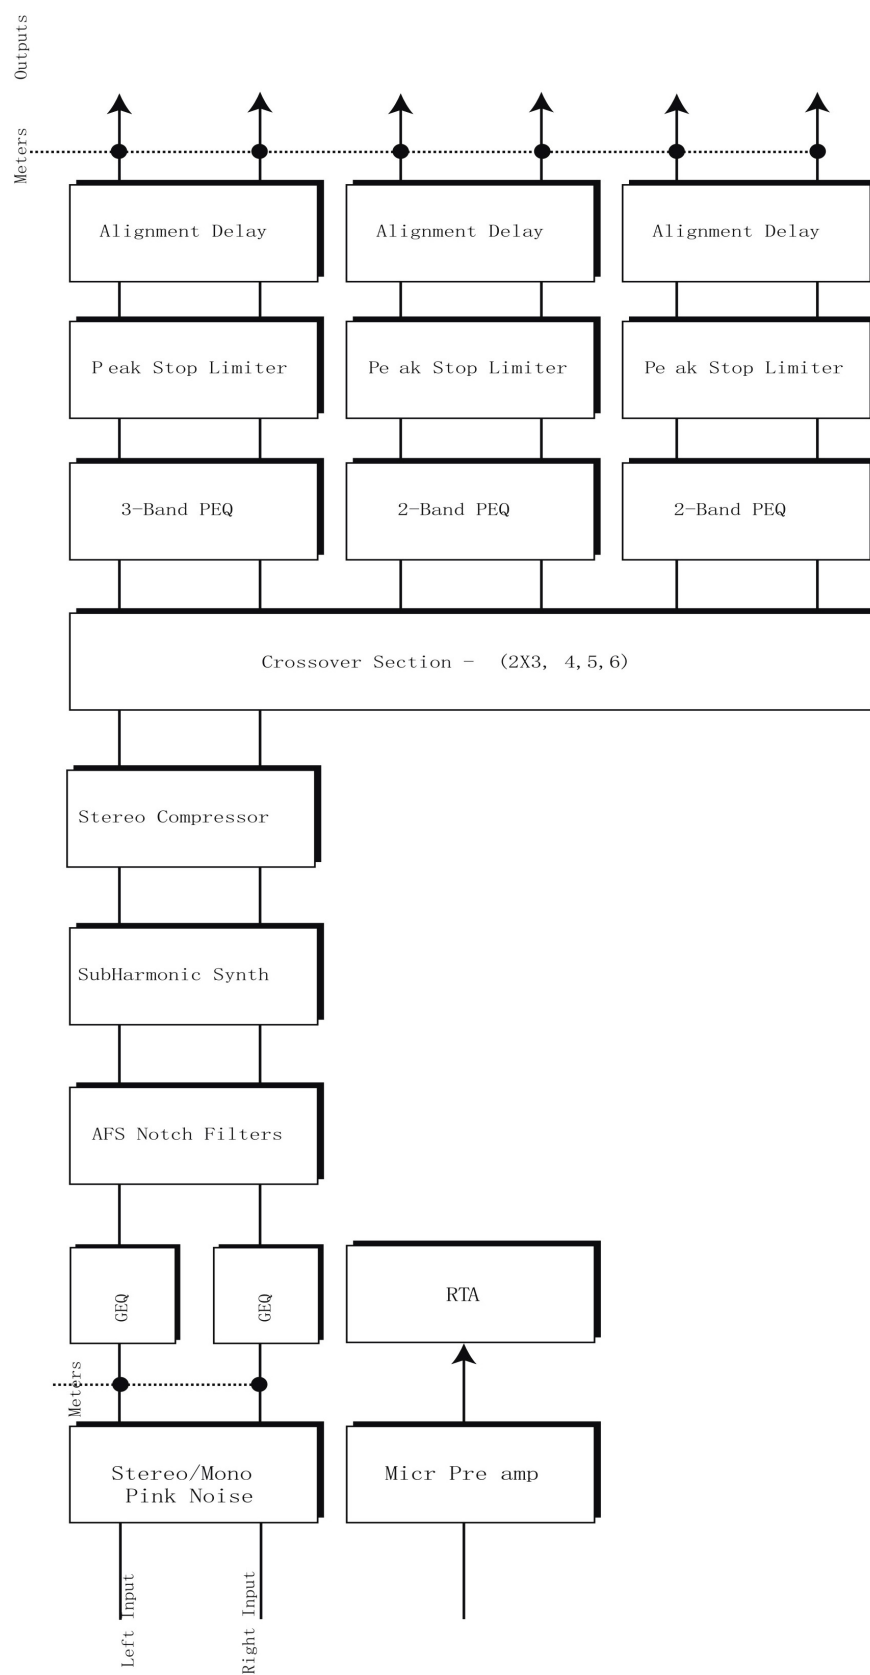 Outputs
Meters
Alignment Delay
Alignment Delay
Alignment Delay
Peak Stop Limiter
Pe ak Stop Limiter
Pe ak Stop Limiter
3-Band PEQ
2-Band PEQ
2-Band PEQ
Crossover Section - (2X3, 4,5,6)
Stereo Compressor
SubHarmonic Synth
AFS Notch Filters
GEQ
GEQ
RTA
Meters
Stereo/Mono
Pink Noise
Micr Pre amp
Left Input
Right Input